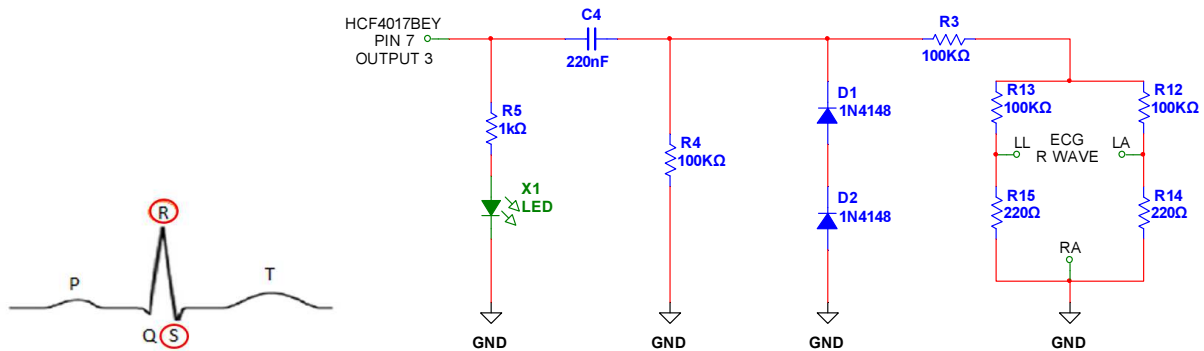 HCF4017BEY
PIN 7
OUTPUT 3
C4
220nF
R3
100KΩ
R5
1kΩ
X1
LED
R4
100KΩ
D1
1N4148
D2
1N4148
R13
100KΩ
R12
100KΩ
LL
ECG
R WAVE
LA
R15
220Ω
R14
220Ω
RA
GND
GND
GND
GND
R
P
T
Q
S